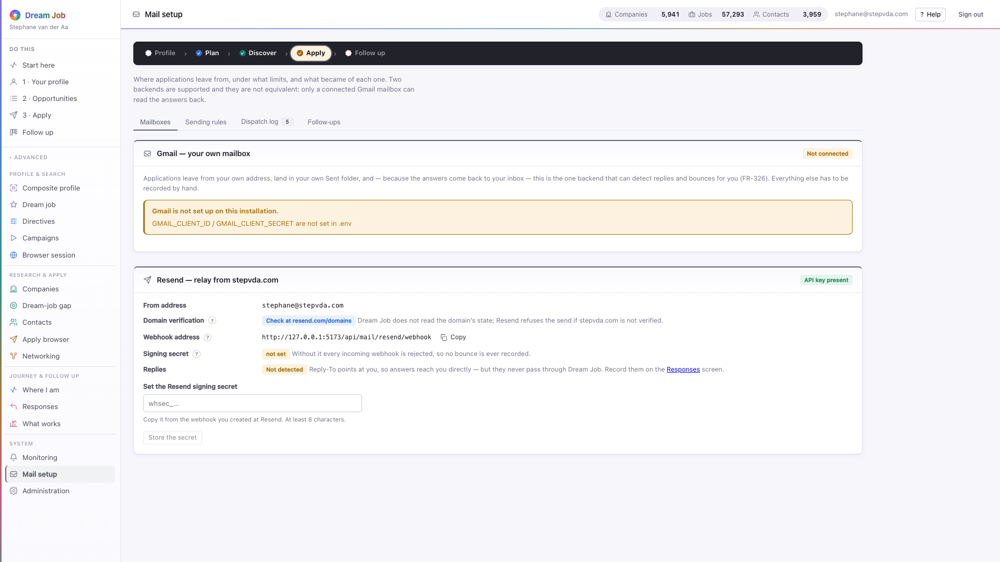 Dream Job
Stephane van der Aa
DO THIS
Start here
1 · Your profile
2 · Opportunities
3 · Apply
Follow up
ADVANCED
PROFILE & SEARCH
Composite profile
Dream job
Directives
Campaigns
Browser session
RESEARCH & APPLY
Companies
Dream-job gap
Contacts
Apply browser
Networking
JOURNEY & FOLLOW UP
Where I am
Responses
What works
SYSTEM
Monitoring
Mail setup
Administration
Mail setup
Companies 5,941 Jobs 57,293 Contacts 3,959 stephane@stepvda.com ? Help Sign out
Profile › Plan › Discover › Apply › Follow up
Where applications leave from, under what limits, and what became of each one. Two
backends are supported and they are not equivalent: only a connected Gmail mailbox can
read the answers back.
Mailboxes Sending rules Dispatch log 5 Follow-ups
Gmail — your own mailbox Not connected
Applications leave from your own address, land in your own Sent folder, and — because the answers come back to your inbox — this is the one backend that can detect replies and bounces for you (FR-326). Everything else has to be
recorded by hand.
Gmail is not set up on this installation.
GMAIL_CLIENT_ID / GMAIL_CLIENT_SECRET are not set in .env
Resend — relay from stepvda.com API key present
From address stephane@stepvda.com
Domain verification ? Check at resend.com/domains Dream Job does not read the domain's state; Resend refuses the send if stepvda.com is not verified.
Webhook address ? http://127.0.0.1:5173/api/mail/resend/webhook Copy
Signing secret ? not set Without it every incoming webhook is rejected, so no bounce is ever recorded.
Replies Not detected Reply-To points at you, so answers reach you directly — but they never pass through Dream Job. Record them on the Responses screen.
Set the Resend signing secret
whsec_...
Copy it from the webhook you created at Resend. At least 8 characters.
Store the secret